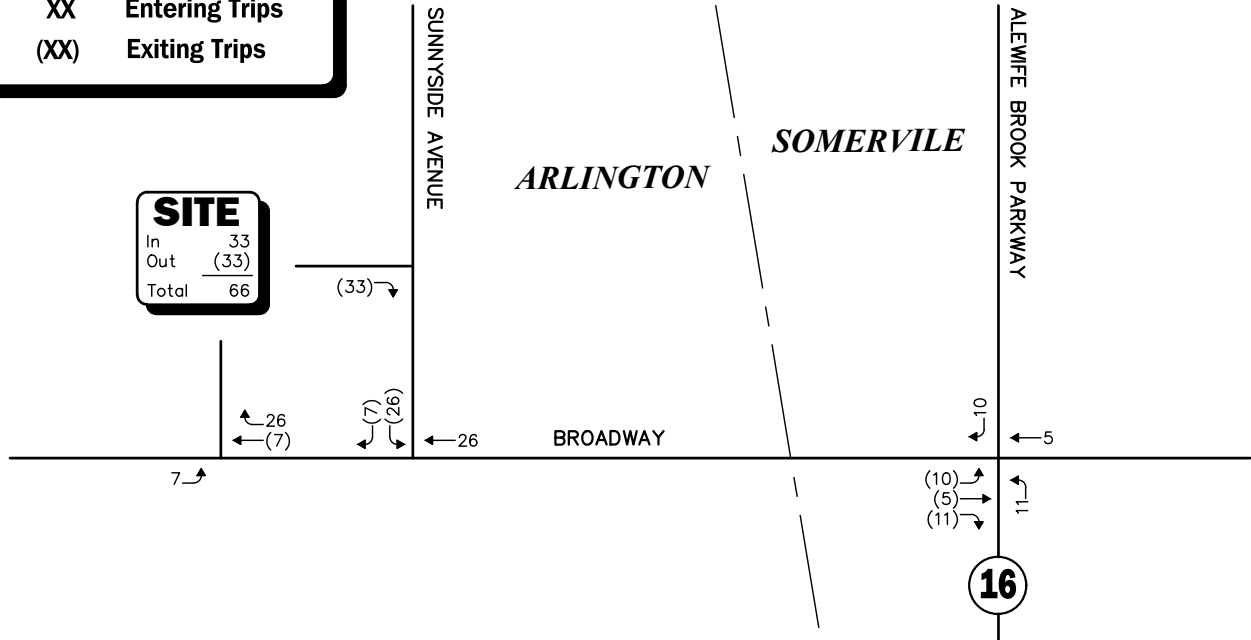 XX Entering Trips
(XX) Exiting Trips
SUNNYSIDE AVENUE
ALEWIFE BROOK PARKWAY
SOMERVILE
ARLINGTON
SITE
In 33
Out (33)
Total 66
(33)
26
(7)
(7)
(26)
26
BROADWAY
10
5
7
(10)
(5)
(11)
11
16